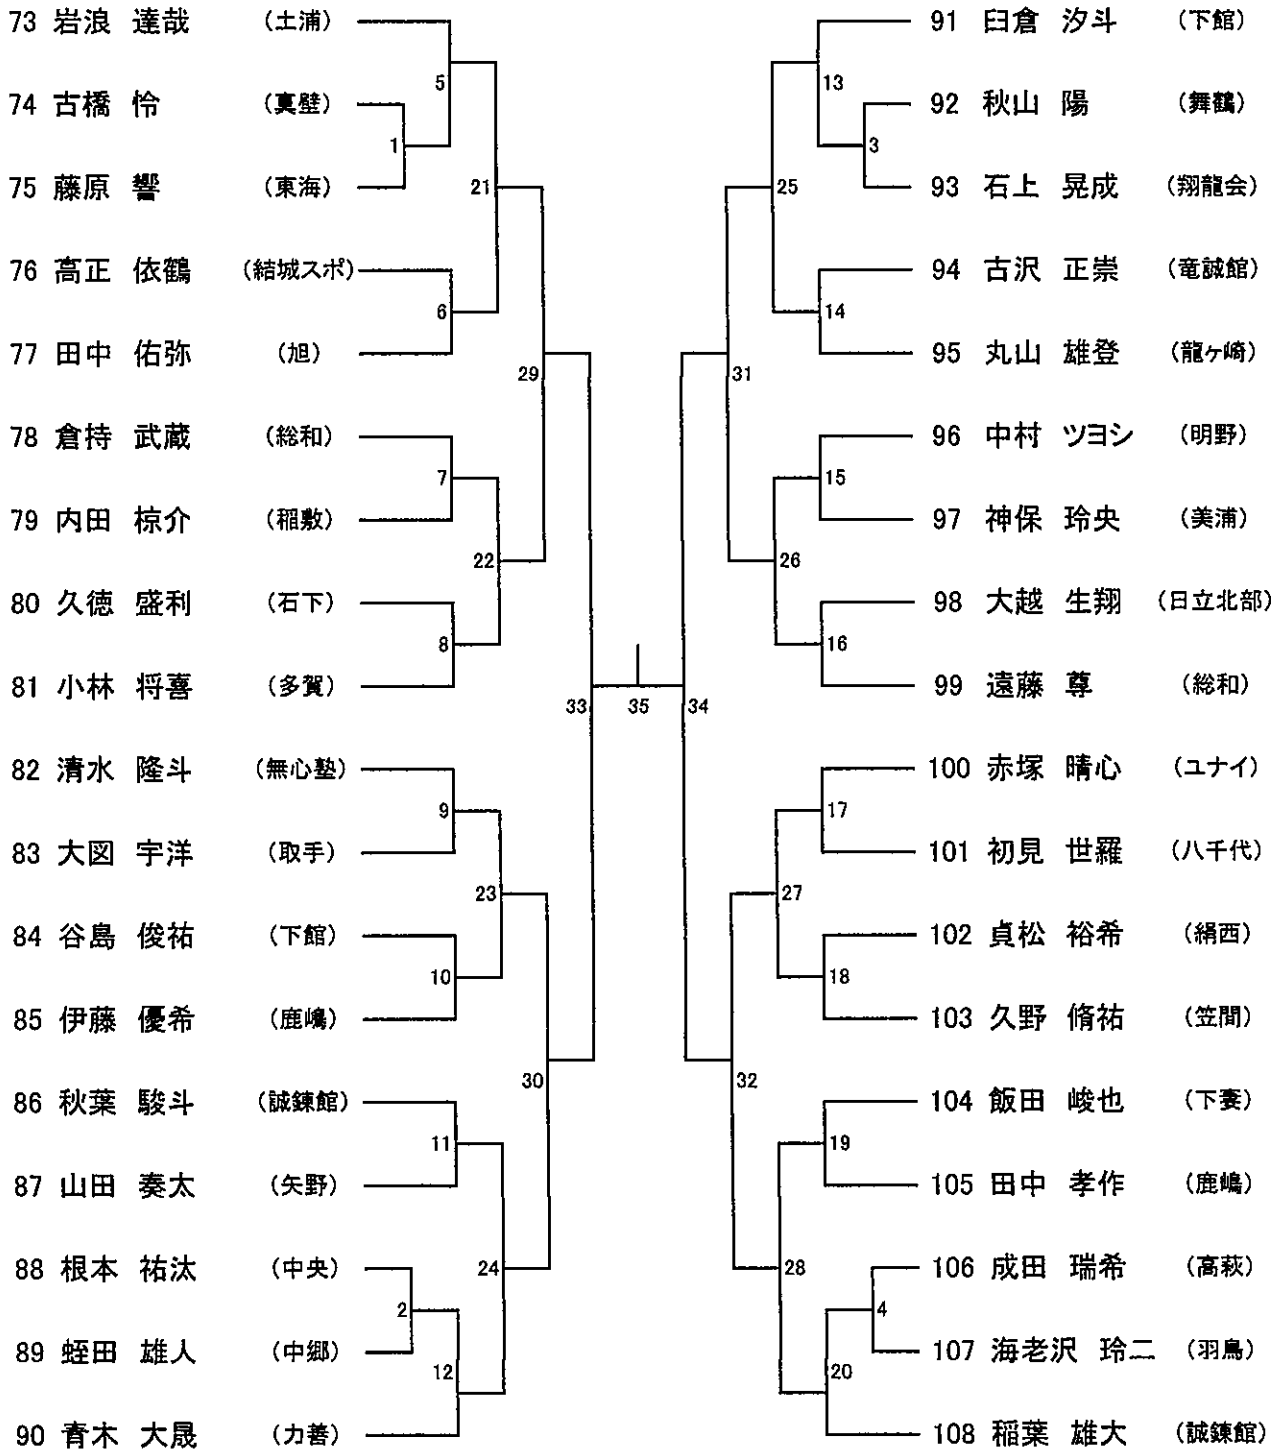 73 岩浪 達哉 (土浦)
74 古橋 怜 (真壁)
75 藤原 響 (東海)
76 高正 依鶴 (結城スポ)
77 田中 佑弥 (旭)
78 倉持 武蔵 (総和)
79 内田 椋介 (稲敷)
80 久徳 盛利 (石下)
81 小林 将喜 (多賀)
82 清水 隆斗 (無心塾)
83 大図 宇洋 (取手)
84 谷島 俊祐 (下館)
85 伊藤 優希 (鹿嶋)
86 秋葉 駿斗 (誠錬館)
87 山田 奏太 (矢野)
88 根本 祐汰 (中央)
89 蛭田 雄人 (中郷)
90 青木 大晟 (力善)
5
1
21
6
29
7
22
8
33
9
23
10
30
11
24
2
12
35
34
13
3
25
14
31
15
26
16
17
27
18
32
19
28
4
20
91 臼倉 汐斗 (下館)
92 秋山 陽 (舞鶴)
93 石上 晃成 (翔龍会)
94 古沢 正崇 (竜誠館)
95 丸山 雄登 (龍ヶ崎)
96 中村 ツヨシ (明野)
97 神保 玲央 (美浦)
98 大越 生翔 (日立北部)
99 遠藤 尊 (総和)
100 赤塚 晴心 (ユナイ)
101 初見 世羅 (八千代)
102 貞松 裕希 (絹西)
103 久野 脩祐 (笠間)
104 飯田 峻也 (下妻)
105 田中 孝作 (鹿嶋)
106 成田 瑞希 (高萩)
107 海老沢 玲二 (羽鳥)
108 稲葉 雄大 (誠錬館)